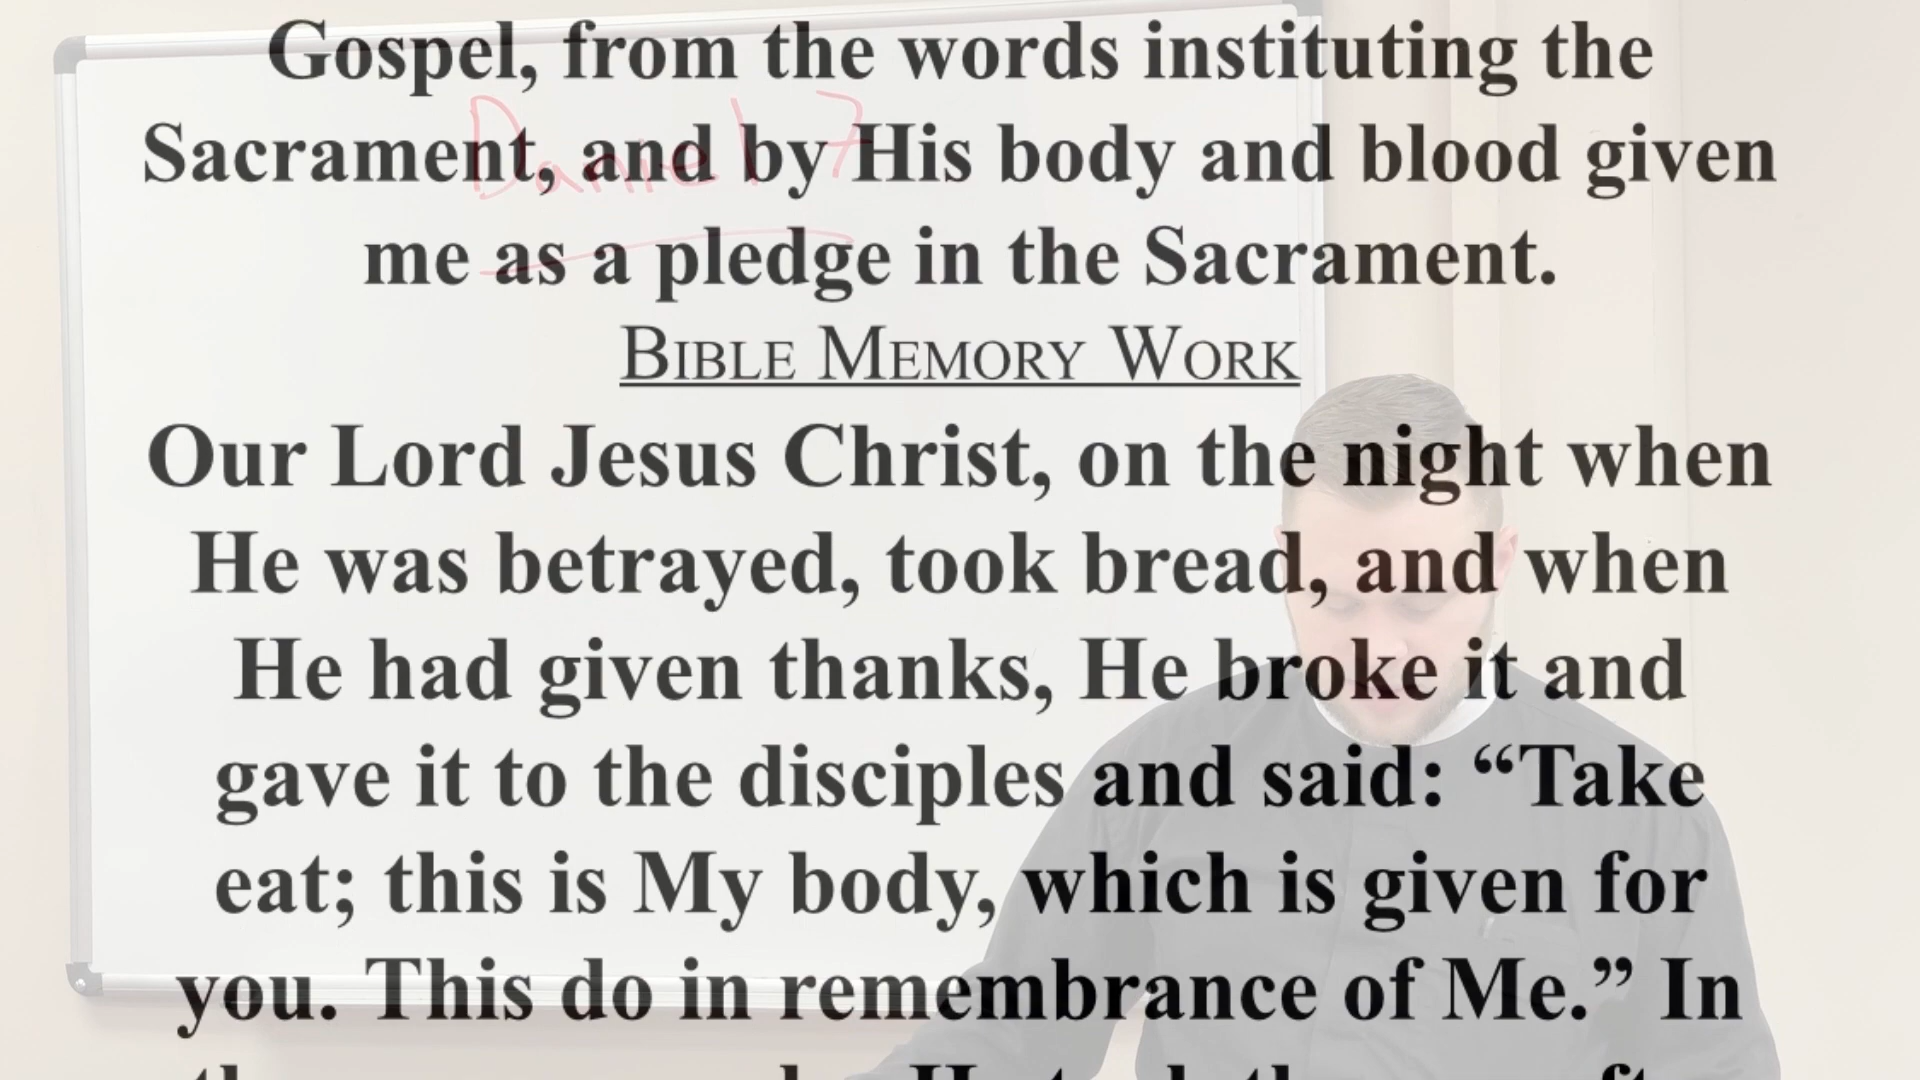 Gospel, from the words instituting the
Sacrament, and by His body and blood given
me as a pledge in the Sacrament.
BIBLE MEMORY WORK
Our Lord Jesus Christ, on the night when
He was betrayed, took bread, and when
He had given thanks, He broke it and
gave it to the disciples and said: “Take
eat; this is My body, which is given for
you. This do in remembrance of Me.” In
Daniel 7